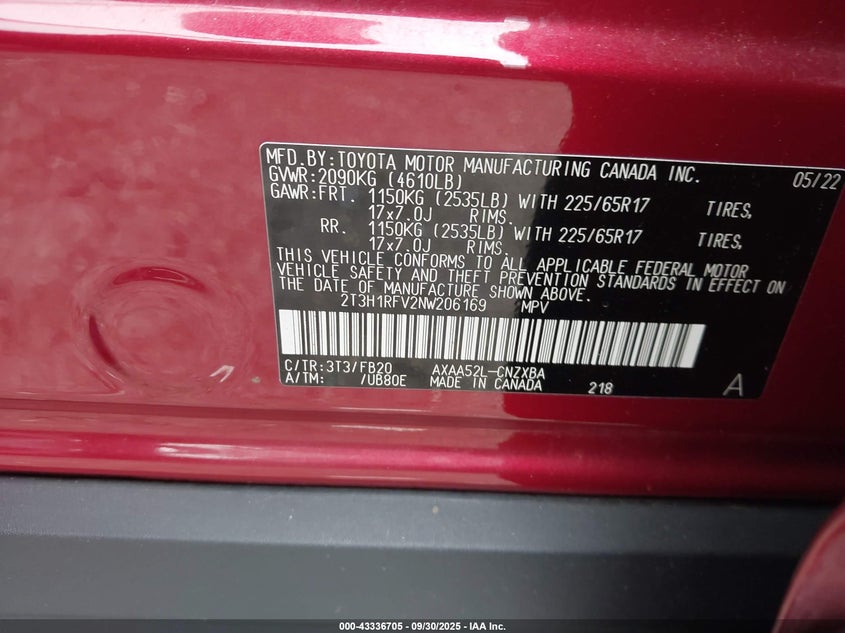 MFD.BY:TOYOTA MOTOR MANUFACTURING CANADA INC. 05/22
GVWR:2090KG (4610LB)
GAWR:FRT. 1150KG (2535LB) WITH 225/65R17 TIRES,
17x7.0J RIMS.
RR. 1150KG (2535LB) WITH 225/65R17 TIRES,
17x7.0J RIMS.
THIS VEHICLE CONFORMS TO ALL APPLICABLE FEDERAL MOTOR
VEHICLE SAFETY AND THEFT PREVENTION STANDARDS IN EFFECT ON
THE DATE OF MANUFACTURE SHOWN ABOVE.
2T3H1RFV2NW206169 MPV
C/TR:3T3/FB20 AXAA52L-CNZXBA
A/TM: /UB80E MADE IN CANADA 218 A
000-43336705 - 09/30/2025 - IAA Inc.